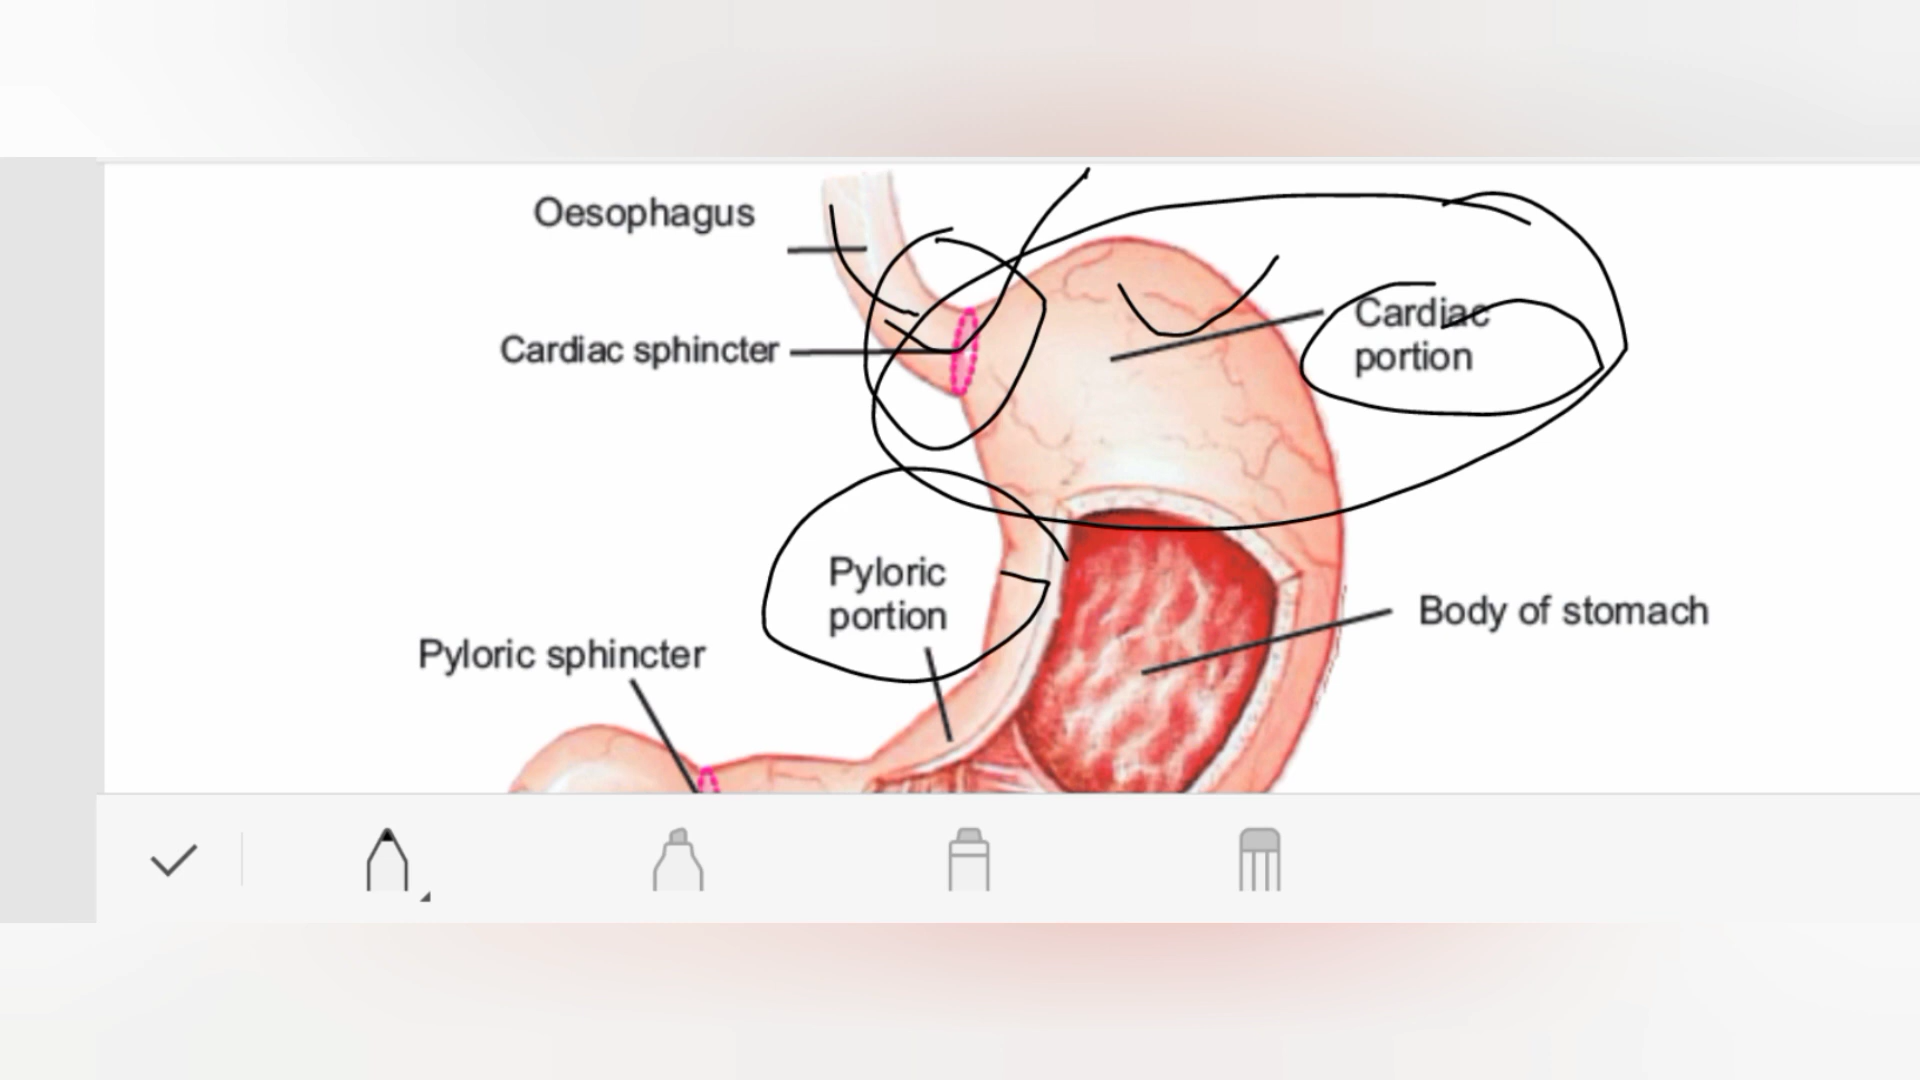 Oesophagus
Cardiac sphincter
Cardiac
portion
Pyloric
portion
Body of stomach
Pyloric sphincter